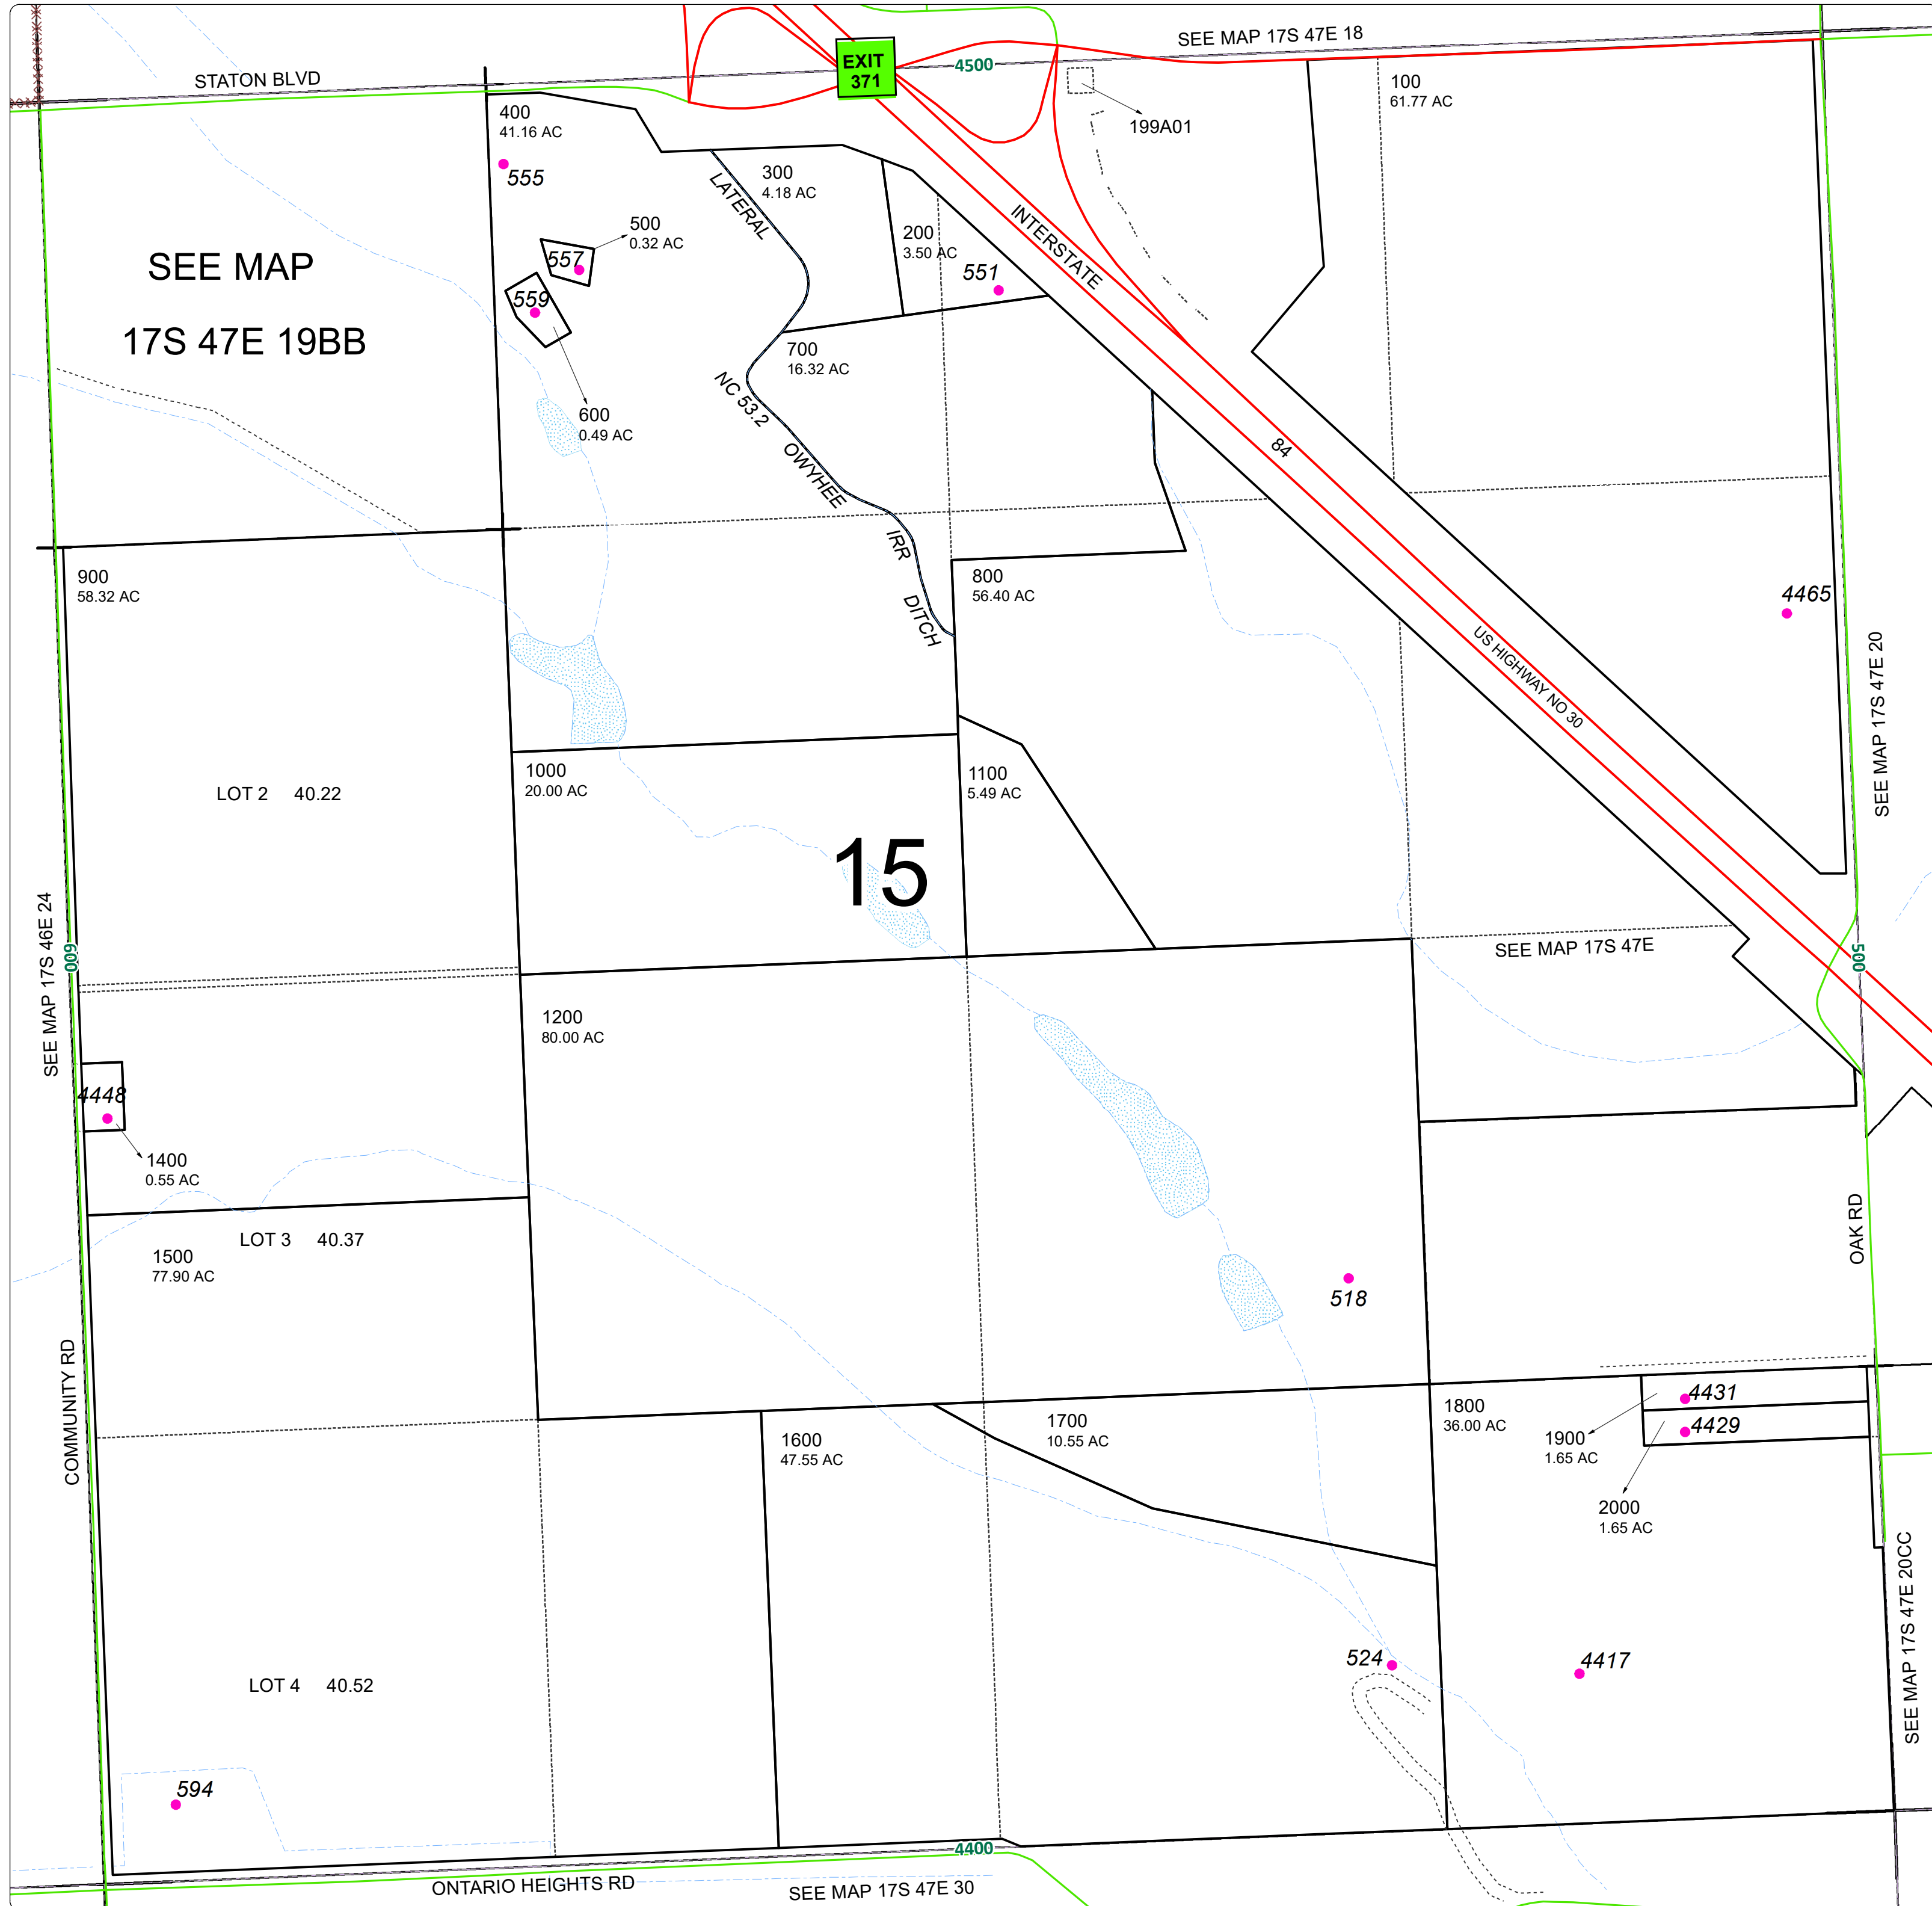 SEE MAP 17S 47E 18
STATON BLVD
EXIT
371
4500
100
61.77 AC
199A01
400
41.16 AC
555
300
4.18 AC
LATERAL
500
0.32 AC
557
200
3.50 AC
551
INTERSTATE
SEE MAP
17S 47E 19BB
559
700
16.32 AC
NC 53.2
600
0.49 AC
84
OWYHEE
IRR
DITCH
900
58.32 AC
800
56.40 AC
4465
US HIGHWAY NO 30
SEE MAP 17S 47E 20
1000
20.00 AC
1100
5.49 AC
LOT 2 40.22
15
SEE MAP 17S 46E 24
600
SEE MAP 17S 47E
500
1200
80.00 AC
4448
1400
0.55 AC
LOT 3 40.37
1500
77.90 AC
OAK RD
518
COMMUNITY RD
4431
1800
36.00 AC
1700
10.55 AC
4429
1600
47.55 AC
1900
1.65 AC
2000
1.65 AC
SEE MAP 17S 47E 20CC
524
4417
LOT 4 40.52
594
4400
ONTARIO HEIGHTS RD
SEE MAP 17S 47E 30